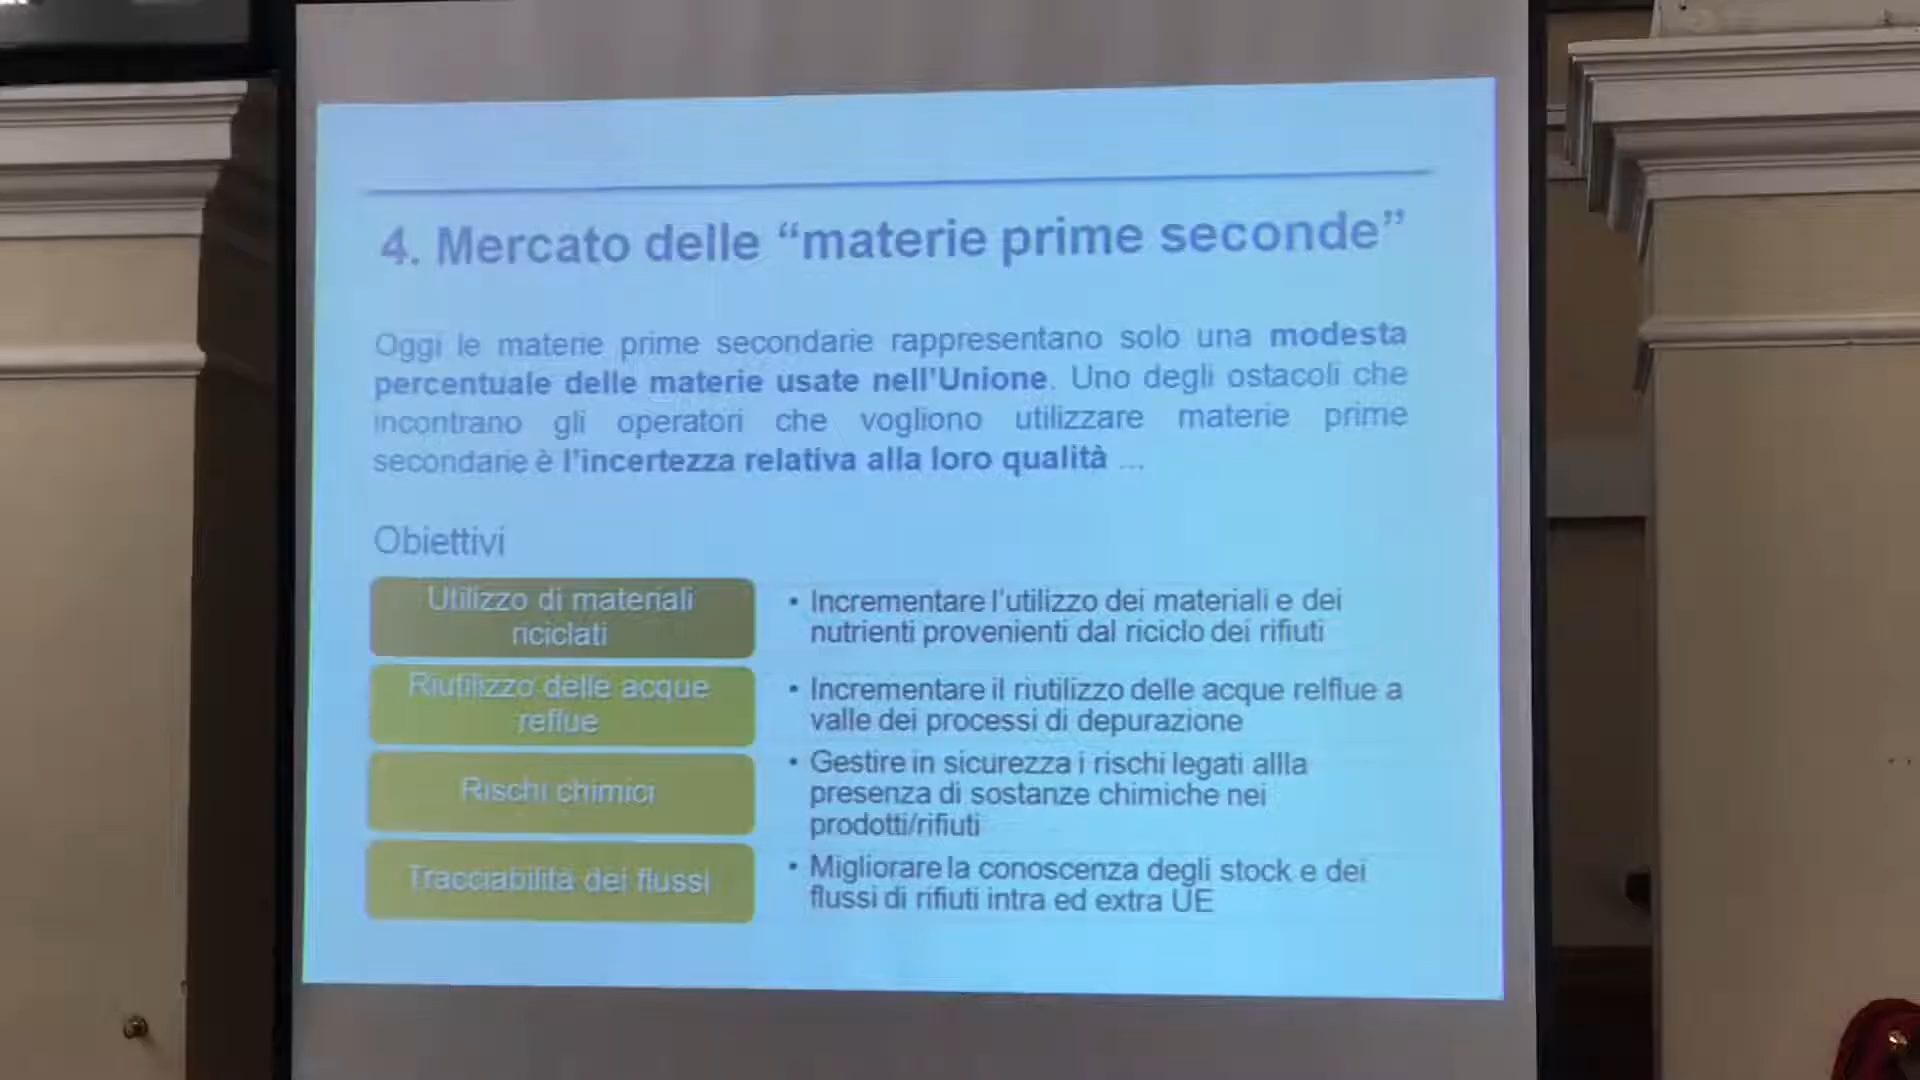 4. Mercato delle “materie prime seconde”
Oggi le materie prime secondarie rappresentano solo una modesta
percentuale delle materie usate nell'Unione. Uno degli ostacoli che
incontrano gli operatori che vogliono utilizzare materie prime
secondarie è l'incertezza relativa alla loro qualità ...
Obiettivi
Utilizzo di materiali
riciclati
• Incrementare l'utilizzo dei materiali e dei
nutrienti provenienti dal riciclo dei rifiuti
Riutilizzo delle acque
reflue
• Incrementare il riutilizzo delle acque relflue a
valle dei processi di depurazione
Rischi chimici
• Gestire in sicurezza i rischi legati allla
presenza di sostanze chimiche nei
prodotti/rifiuti
Tracciabilità dei flussi
• Migliorare la conoscenza degli stock e dei
flussi di rifiuti intra ed extra UE